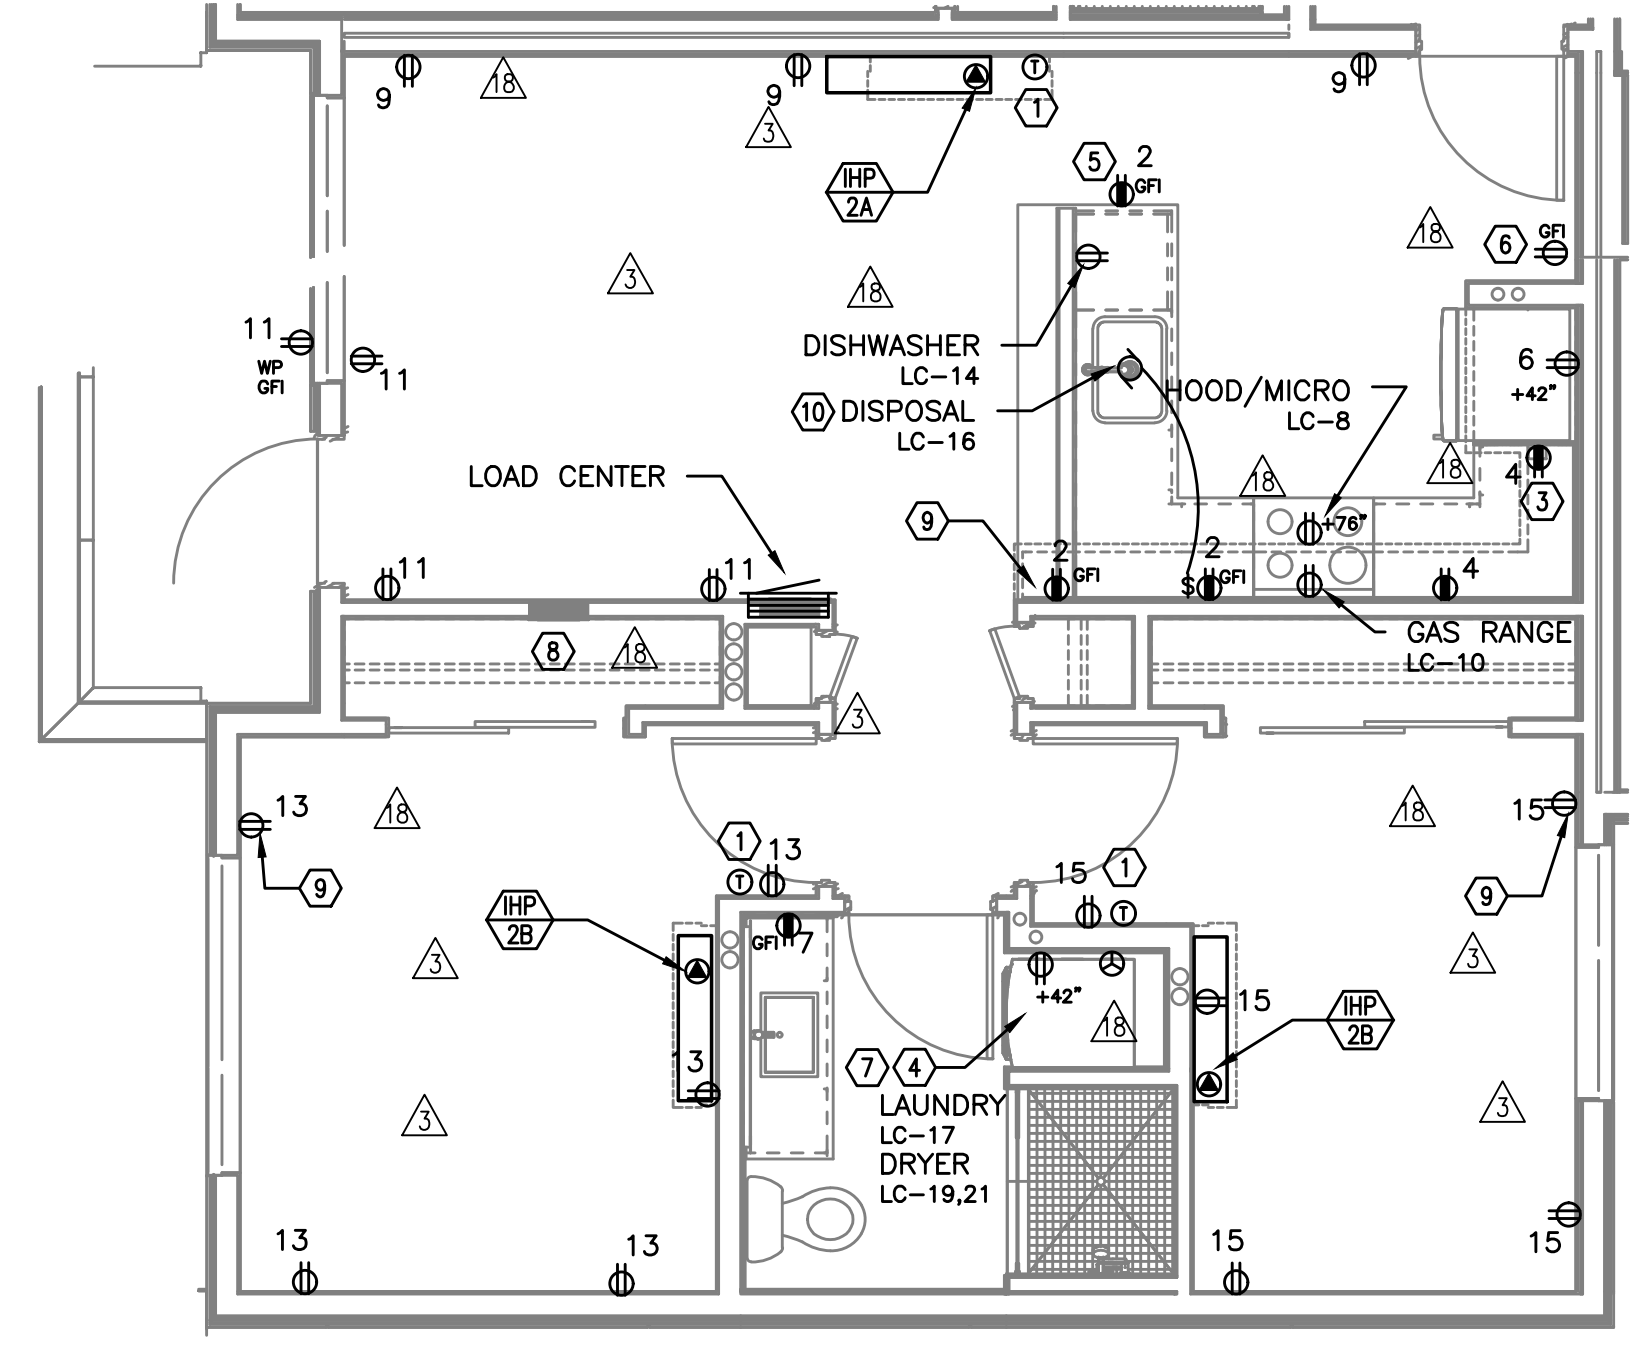 9
18
9
3
T
1
9
IHP
2A
5
2
GFI
18
6
GFI
3
18
11
WP
GFI
11
DISHWASHER
LC-14
10 DISPOSAL
LC-16
HOOD/MICRO
LC-8
6
+42"
LOAD CENTER
18
18
4
3
9
2
GFI
2
GFI
$
+76"
4
11
11
GAS RANGE
LC-10
8
18
3
13
18
9
1
13
T
15
1
T
18
15
9
IHP
2B
GFI
7
3
3
+42"
18
15
IHP
2B
13
7
4
LAUNDRY
LC-17
DRYER
LC-19,21
3
3
13
13
15
15